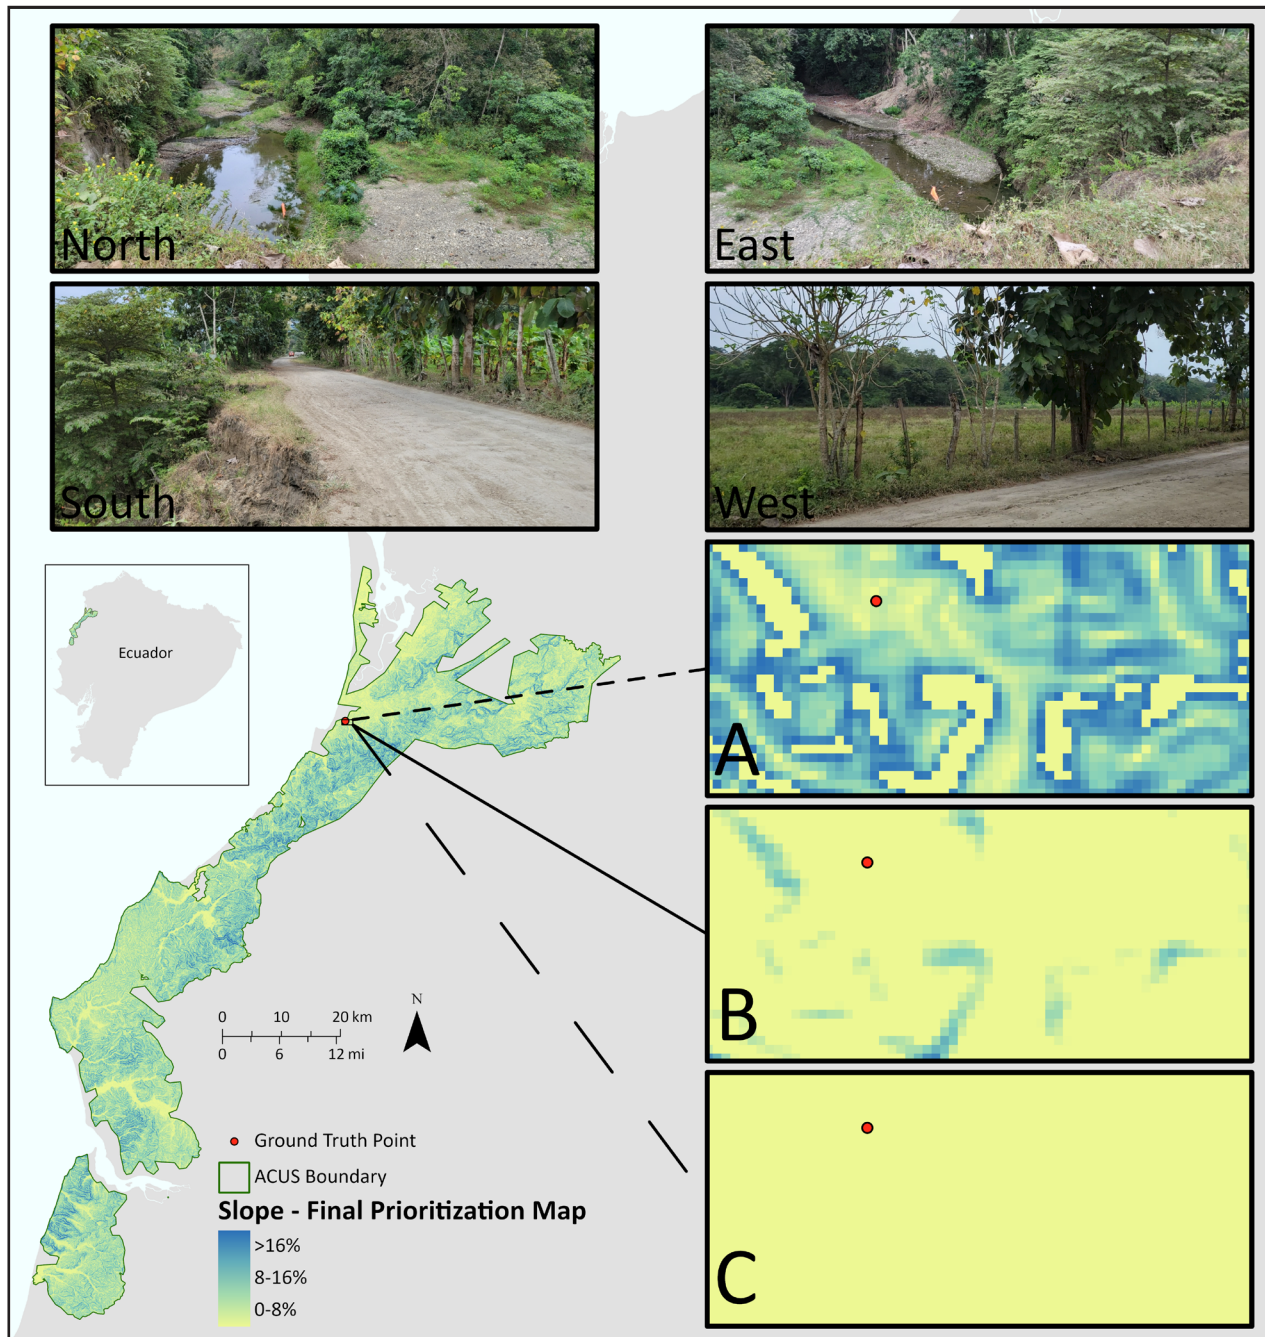 North
East
South
West
Ecuador
A
B
C
N
0 10 20 km
0 6 12 mi
Ground Truth Point
ACUS Boundary
Slope - Final Prioritization Map
>16%
8-16%
0-8%